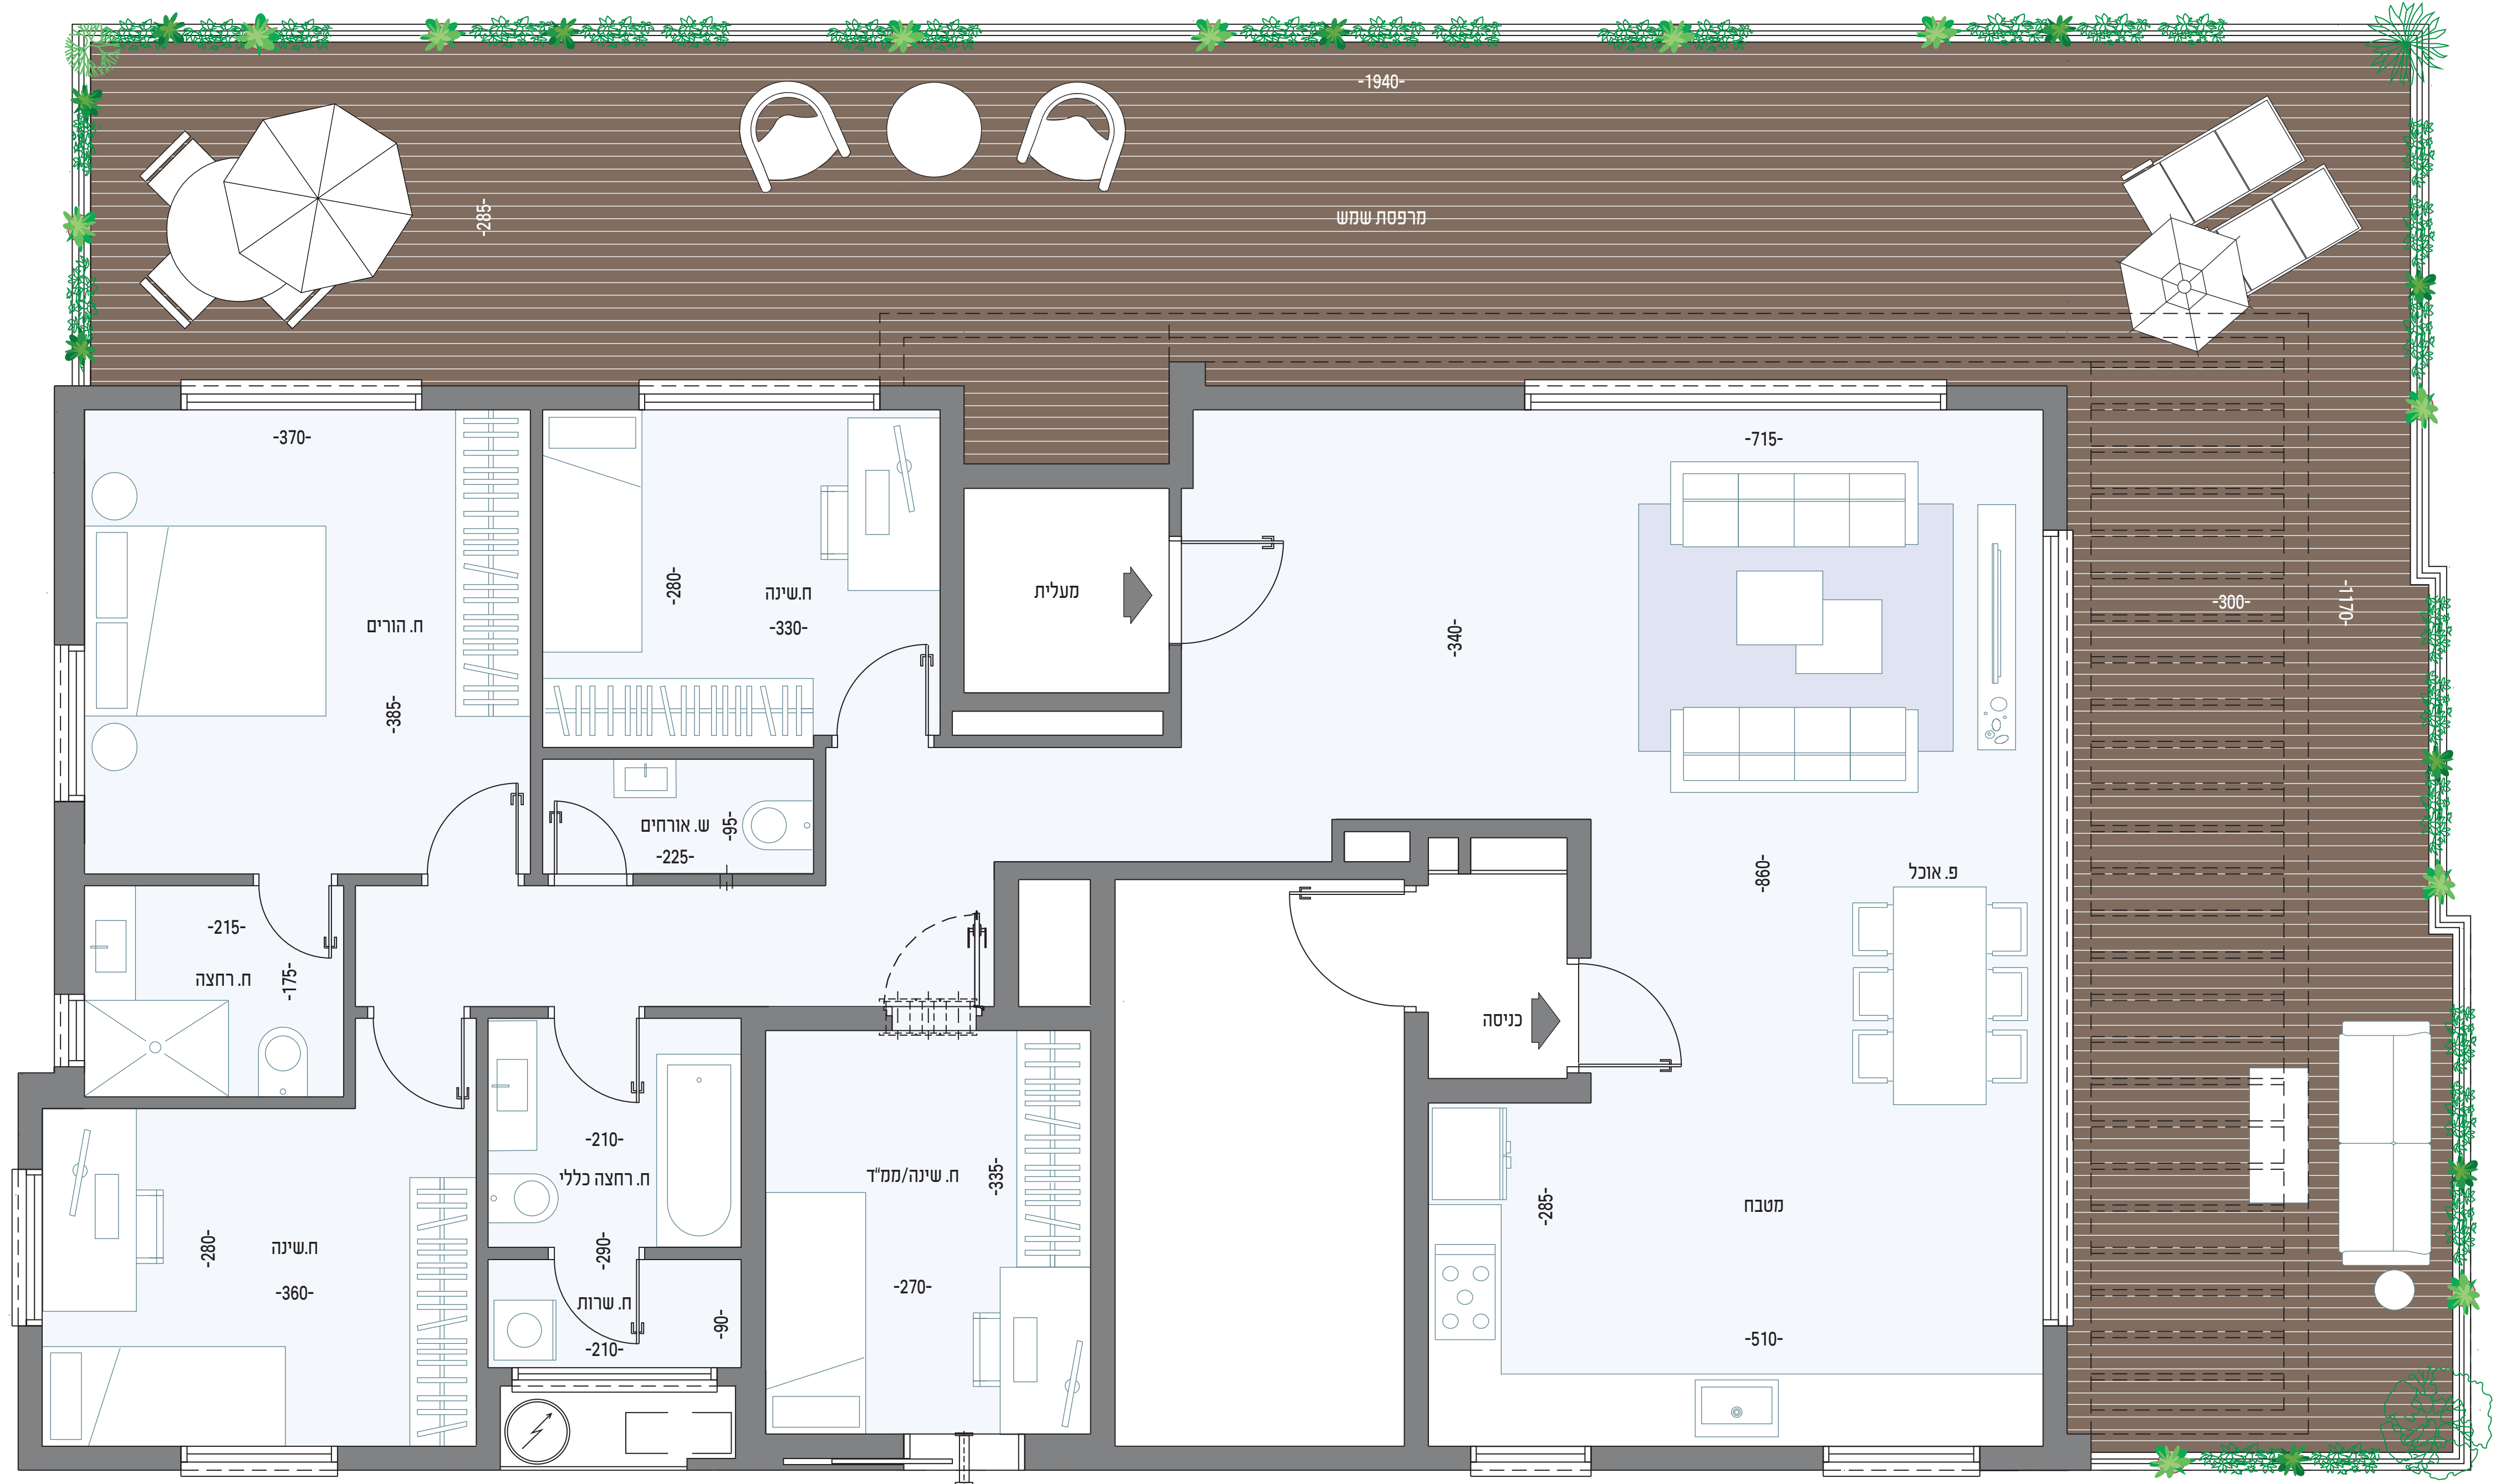 -1940-
-285-
מרפסת שמש
-370-
-715-
ח.שינה
-280-
-330-
מעלית
-300-
-1170-
ח. הורים
-385-
-340-
ש. אורחים
-95-
-225-
-860-
פ. אוכל
-215-
ח. רחצה
-175-
כניסה
-210-
ח. רחצה כללי
-290-
ח. שינה/ממ"ד
-335-
-270-
-285-
מטבח
-510-
ח.שינה
-280-
-360-
ח. שרות
-90-
-210-